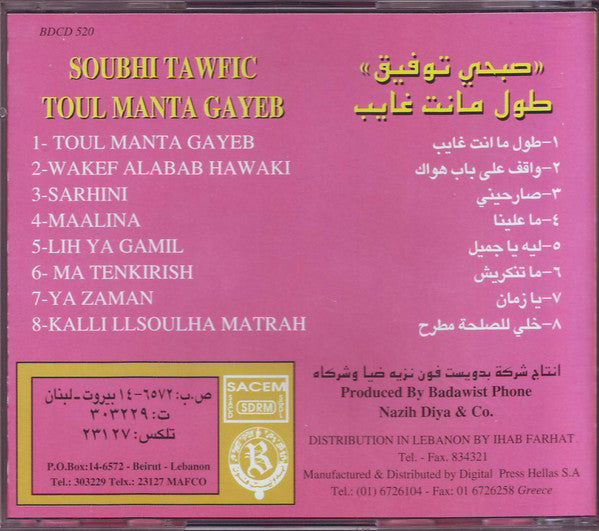 BDCD 520
SOUBHI TAWFIC
TOUL MANTA GAYEB
«صبحي توفيق»
طول مانت غايب
1- TOUL MANTA GAYEB
2-WAKEF ALABAB HAWAKI
3-SARHINI
4-MAALINA
5-LIH YA GAMIL
6- MA TENKIRISH
7-YA ZAMAN
8-KALLI LLSOULHA MATRAH
١-طول ما انت غايب
٢-واقف على باب هواك
٣-صارحيني
٤-ما علينا
٥-ليه يا جميل
٦-ما تنكريش
٧-يا زمان
٨-خلي للصلحة مطرح
ص.ب: ٦٥٧٢-١٤ بيروت-لبنان
ت: ٣٠٣٢٢٩
تلكس: ٢٣١٢٧
P.O.Box:14-6572 - Beirut - Lebanon
Tel.: 303229 Telx.: 23127 MAFCO
SACEM
SDRM
B
انتاج شركة بدويست فون نزيه ضيا وشركاه
Produced By Badawist Phone
Nazih Diya & Co.
DISTRIBUTION IN LEBANON BY IHAB FARHAT
Tel. - Fax. 834321
Manufactured & Distributed by Digital Press Hellas S.A
Tel.: (01) 6726104 - Fax: 01 6726258 Greece